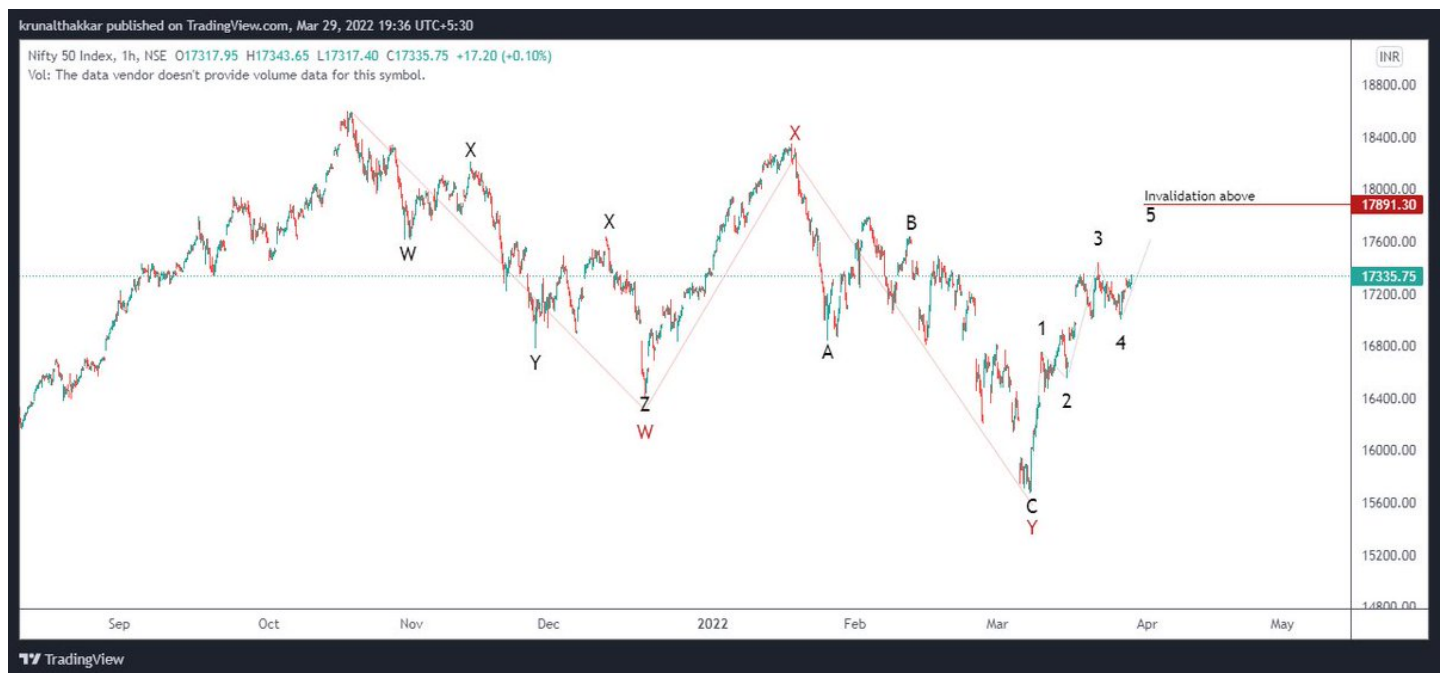 krunalthakkar published on TradingView.com, Mar 29, 2022 19:36 UTC+5:30
Nifty 50 Index, 1h, NSE O17317.95 H17343.65 L17317.40 C17335.75 +17.20 (+0.10%)
Vol: The data vendor doesn't provide volume data for this symbol.
INR
18800.00
18400.00
X
X
18000.00
Invalidation above
17891.30
5
X
B
3
17600.00
W
17335.75
17200.00
1
4
A
Y
16800.00
2
Z
16400.00
W
16000.00
C
15600.00
Y
15200.00
14800.00
Sep Oct Nov Dec 2022 Feb Mar Apr May
TradingView